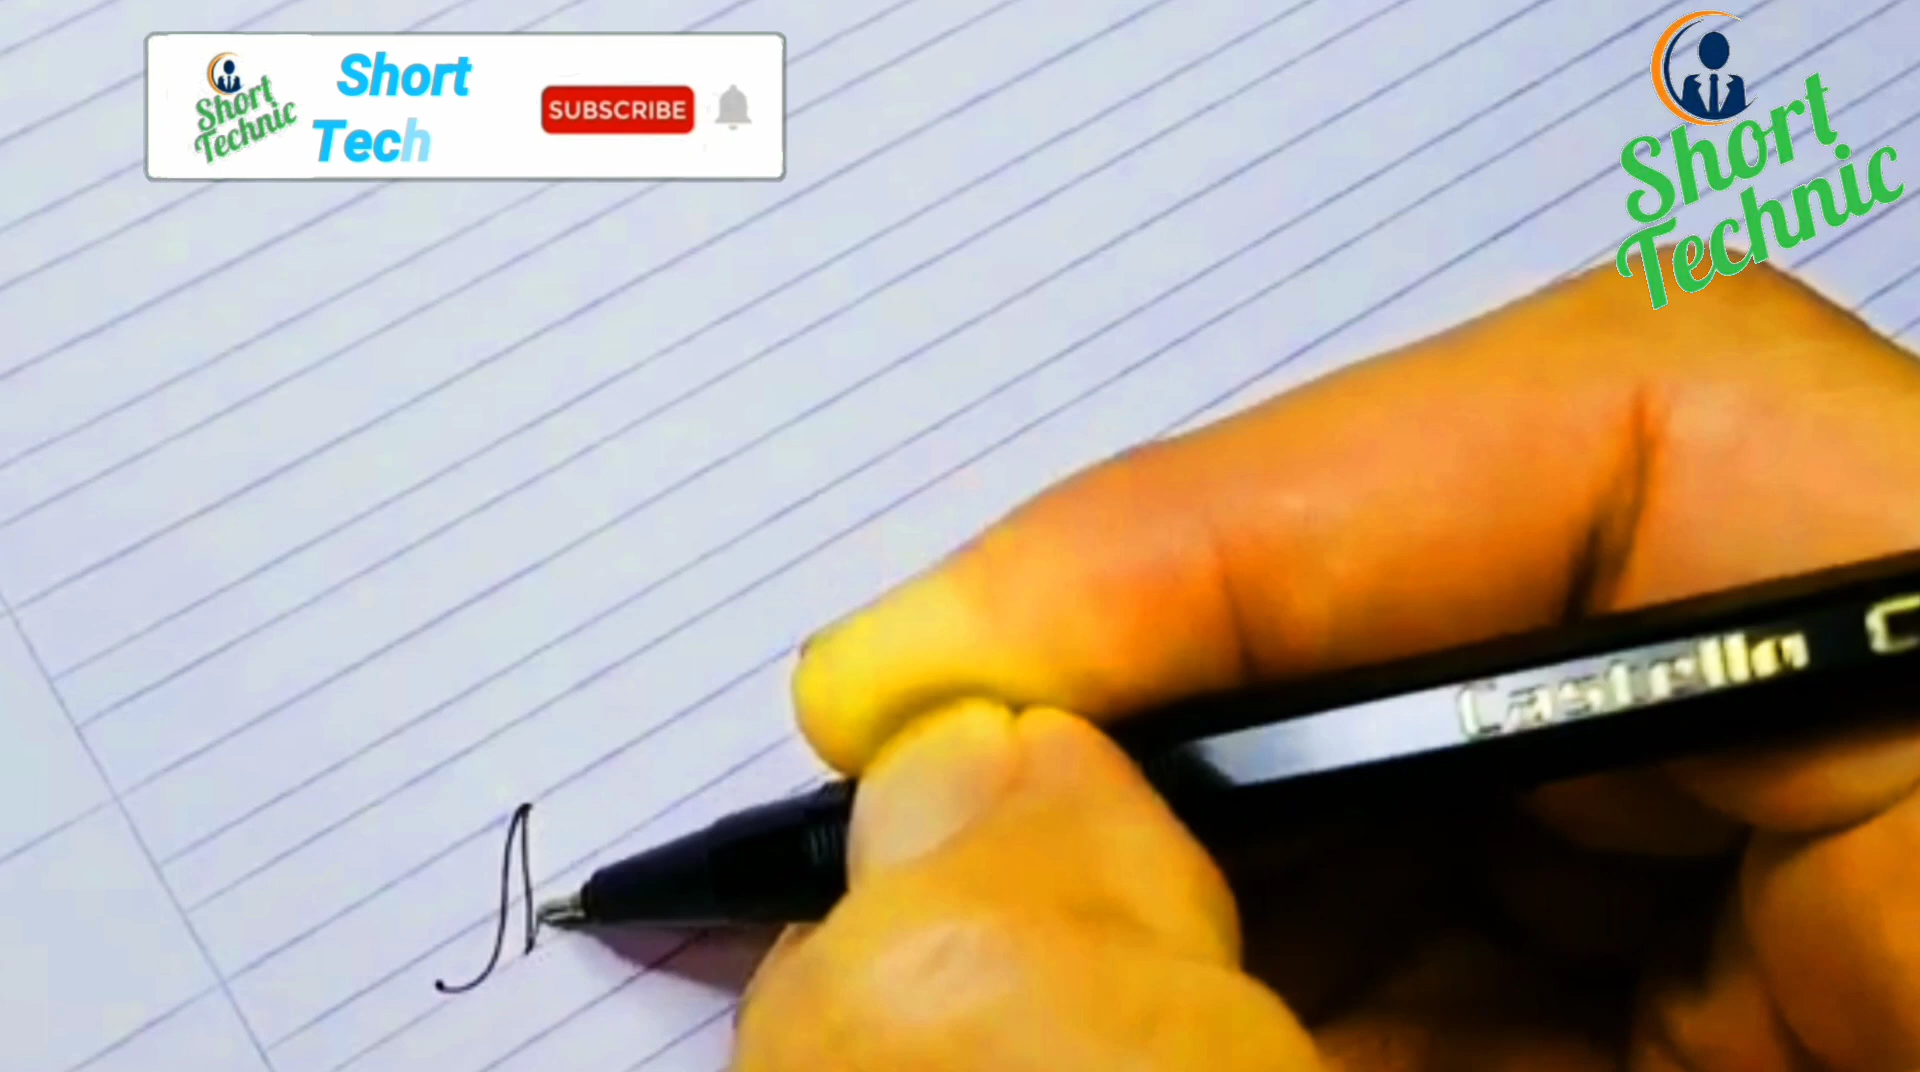 Short
Technic
Short
Tech
SUBSCRIBE
Short
Technic
Castello